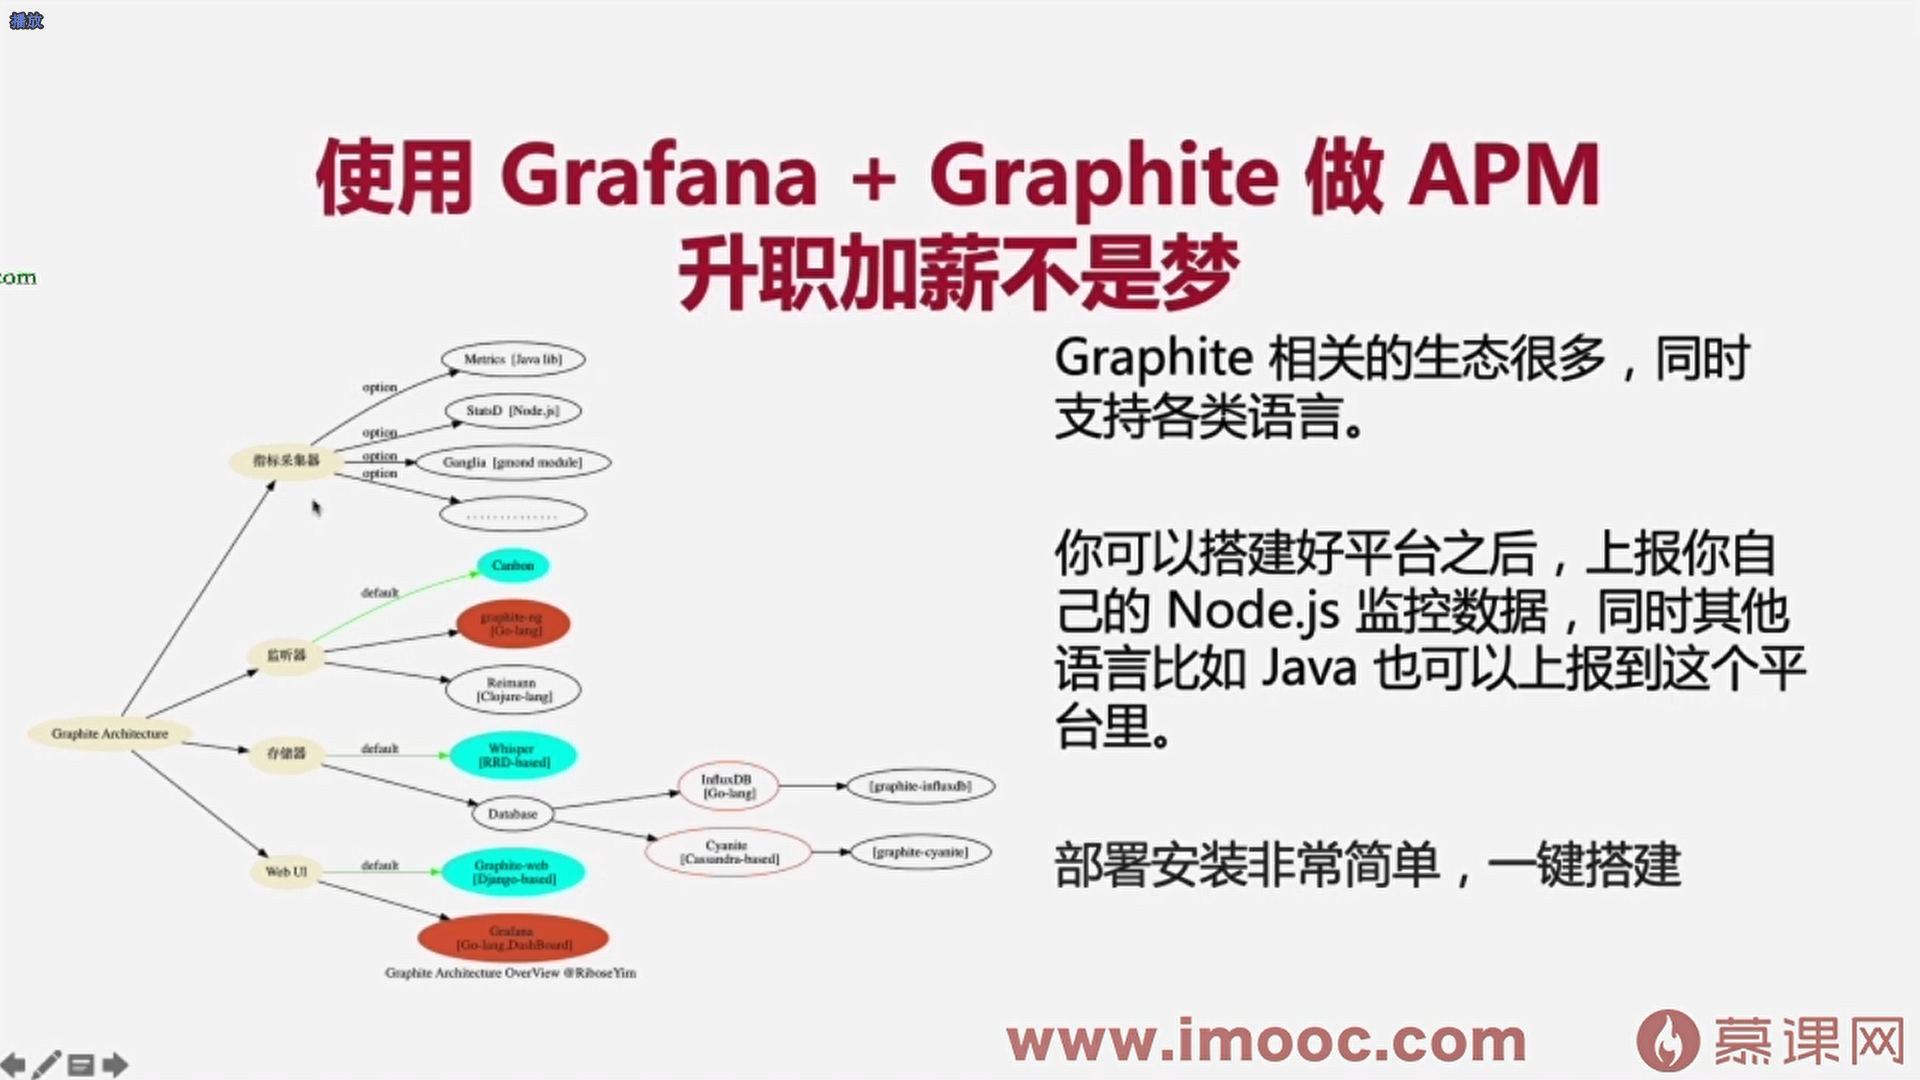 播放
使用 Grafana + Graphite 做 APM
升职加薪不是梦
com
Graphite 相关的生态很多，同时
支持各类语言。
你可以搭建好平台之后，上报你自
己的 Node.js 监控数据，同时其他
语言比如 Java 也可以上报到这个平
台里。
部署安装非常简单，一键搭建
Metrics [Java lib]
option
StatsD [Node.js]
option
指标采集器
option
Ganglia [gmond module]
option
..............
Canbon
default
graphite-ng
[Go-lang]
监听器
Reimann
[Clojure-lang]
Graphite Architecture
存储器
default
Whisper
[RRD-based]
Database
InfluxDB
[Go-lang]
[graphite-influxdb]
Cyanite
[Cassandra-based]
[graphite-cyanite]
Web UI
default
Graphite-web
[Django-based]
Grafana
[Go-lang,DashBoard]
Graphite Architecture OverView @RiboseYim
www.imooc.com
慕课网